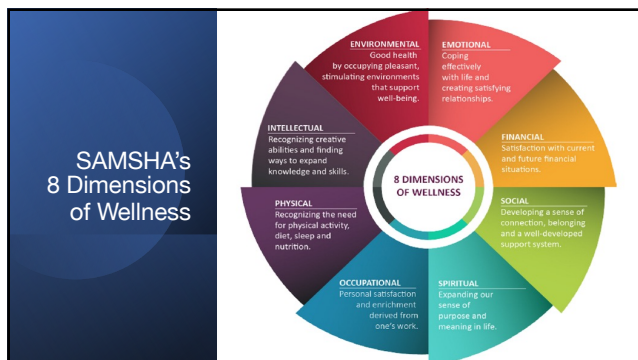 SAMSHA's
8 Dimensions
of Wellness
ENVIRONMENTAL
Good health
by occupying pleasant,
stimulating environments
that support
well-being.
EMOTIONAL
Coping
effectively
with life and
creating satisfying
relationships.
INTELLECTUAL
Recognizing creative
abilities and finding
ways to expand
knowledge and skills.
FINANCIAL
Satisfaction with current
and future financial
situations.
8 DIMENSIONS
OF WELLNESS
PHYSICAL
Recognizing the need
for physical activity,
diet, sleep and
nutrition.
SOCIAL
Developing a sense of
connection, belonging
and a well-developed
support system.
OCCUPATIONAL
Personal satisfaction
and enrichment
derived from
one's work.
SPIRITUAL
Expanding our
sense of
purpose and
meaning in life.